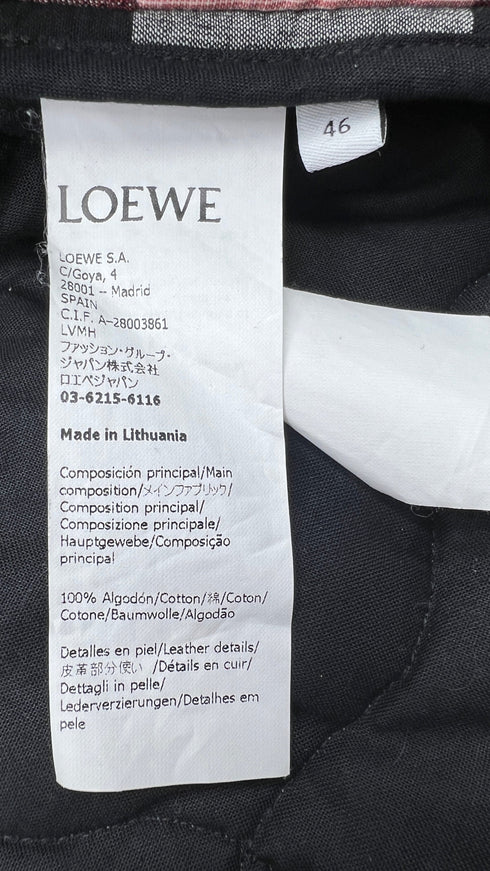 46
LOEWE
LOEWE S.A.
C/Goya, 4
28001 – Madrid
SPAIN
C.I.F. A-28003861
LVMH
ファッション・グループ・
ジャパン株式会社
ロエベジャパン
03-6215-6116
Made in Lithuania
Composición principal/Main
composition/メインファブリック/
Composition principal/
Composizione principale/
Hauptgewebe/Composição
principal
100% Algodón/Cotton/綿/Coton/
Cotone/Baumwolle/Algodão
Detalles en piel/Leather details/
皮革部分使い /Détails en cuir/
Dettagli in pelle/
Lederverzierungen/Detalhes em
pele